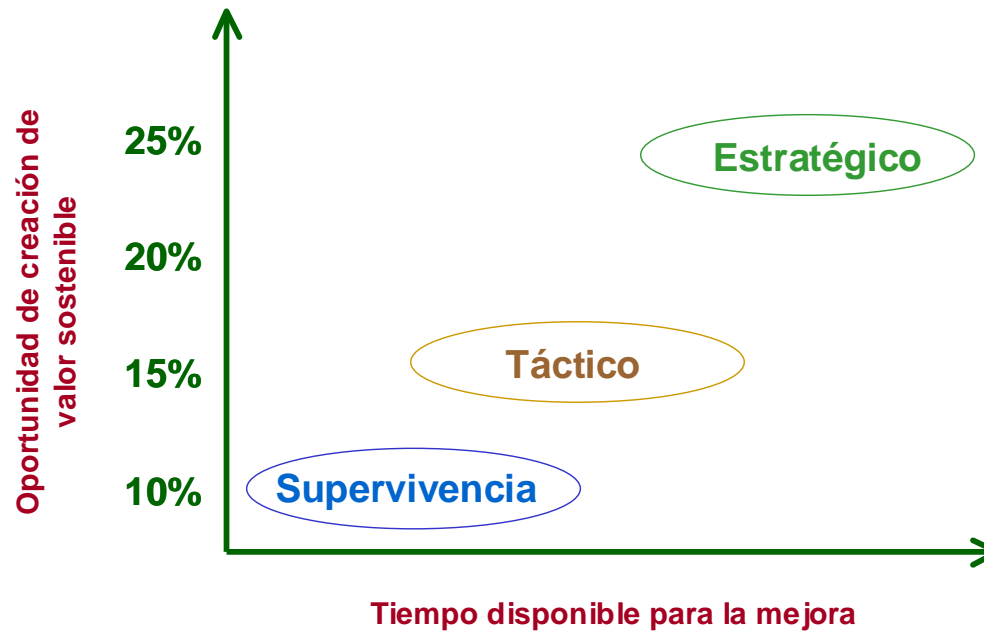 Oportunidad de creación de
valor sostenible
25%
Estratégico
20%
15%
Táctico
10%
Supervivencia
Tiempo disponible para la mejora